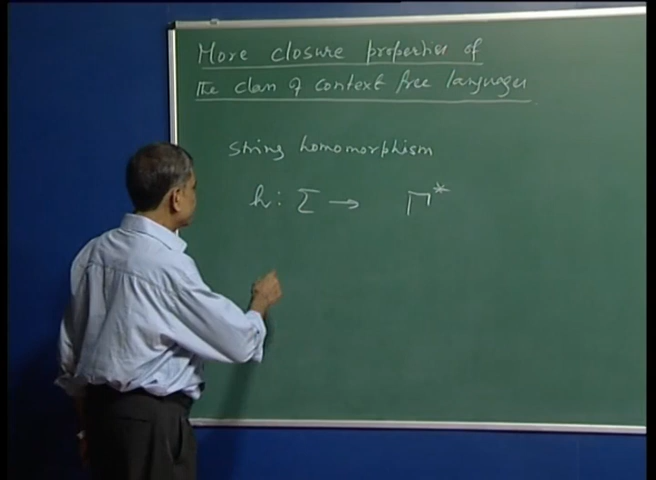 More closure properties of
The class of context free languages
string homomorphism
h: Σ → Γ*